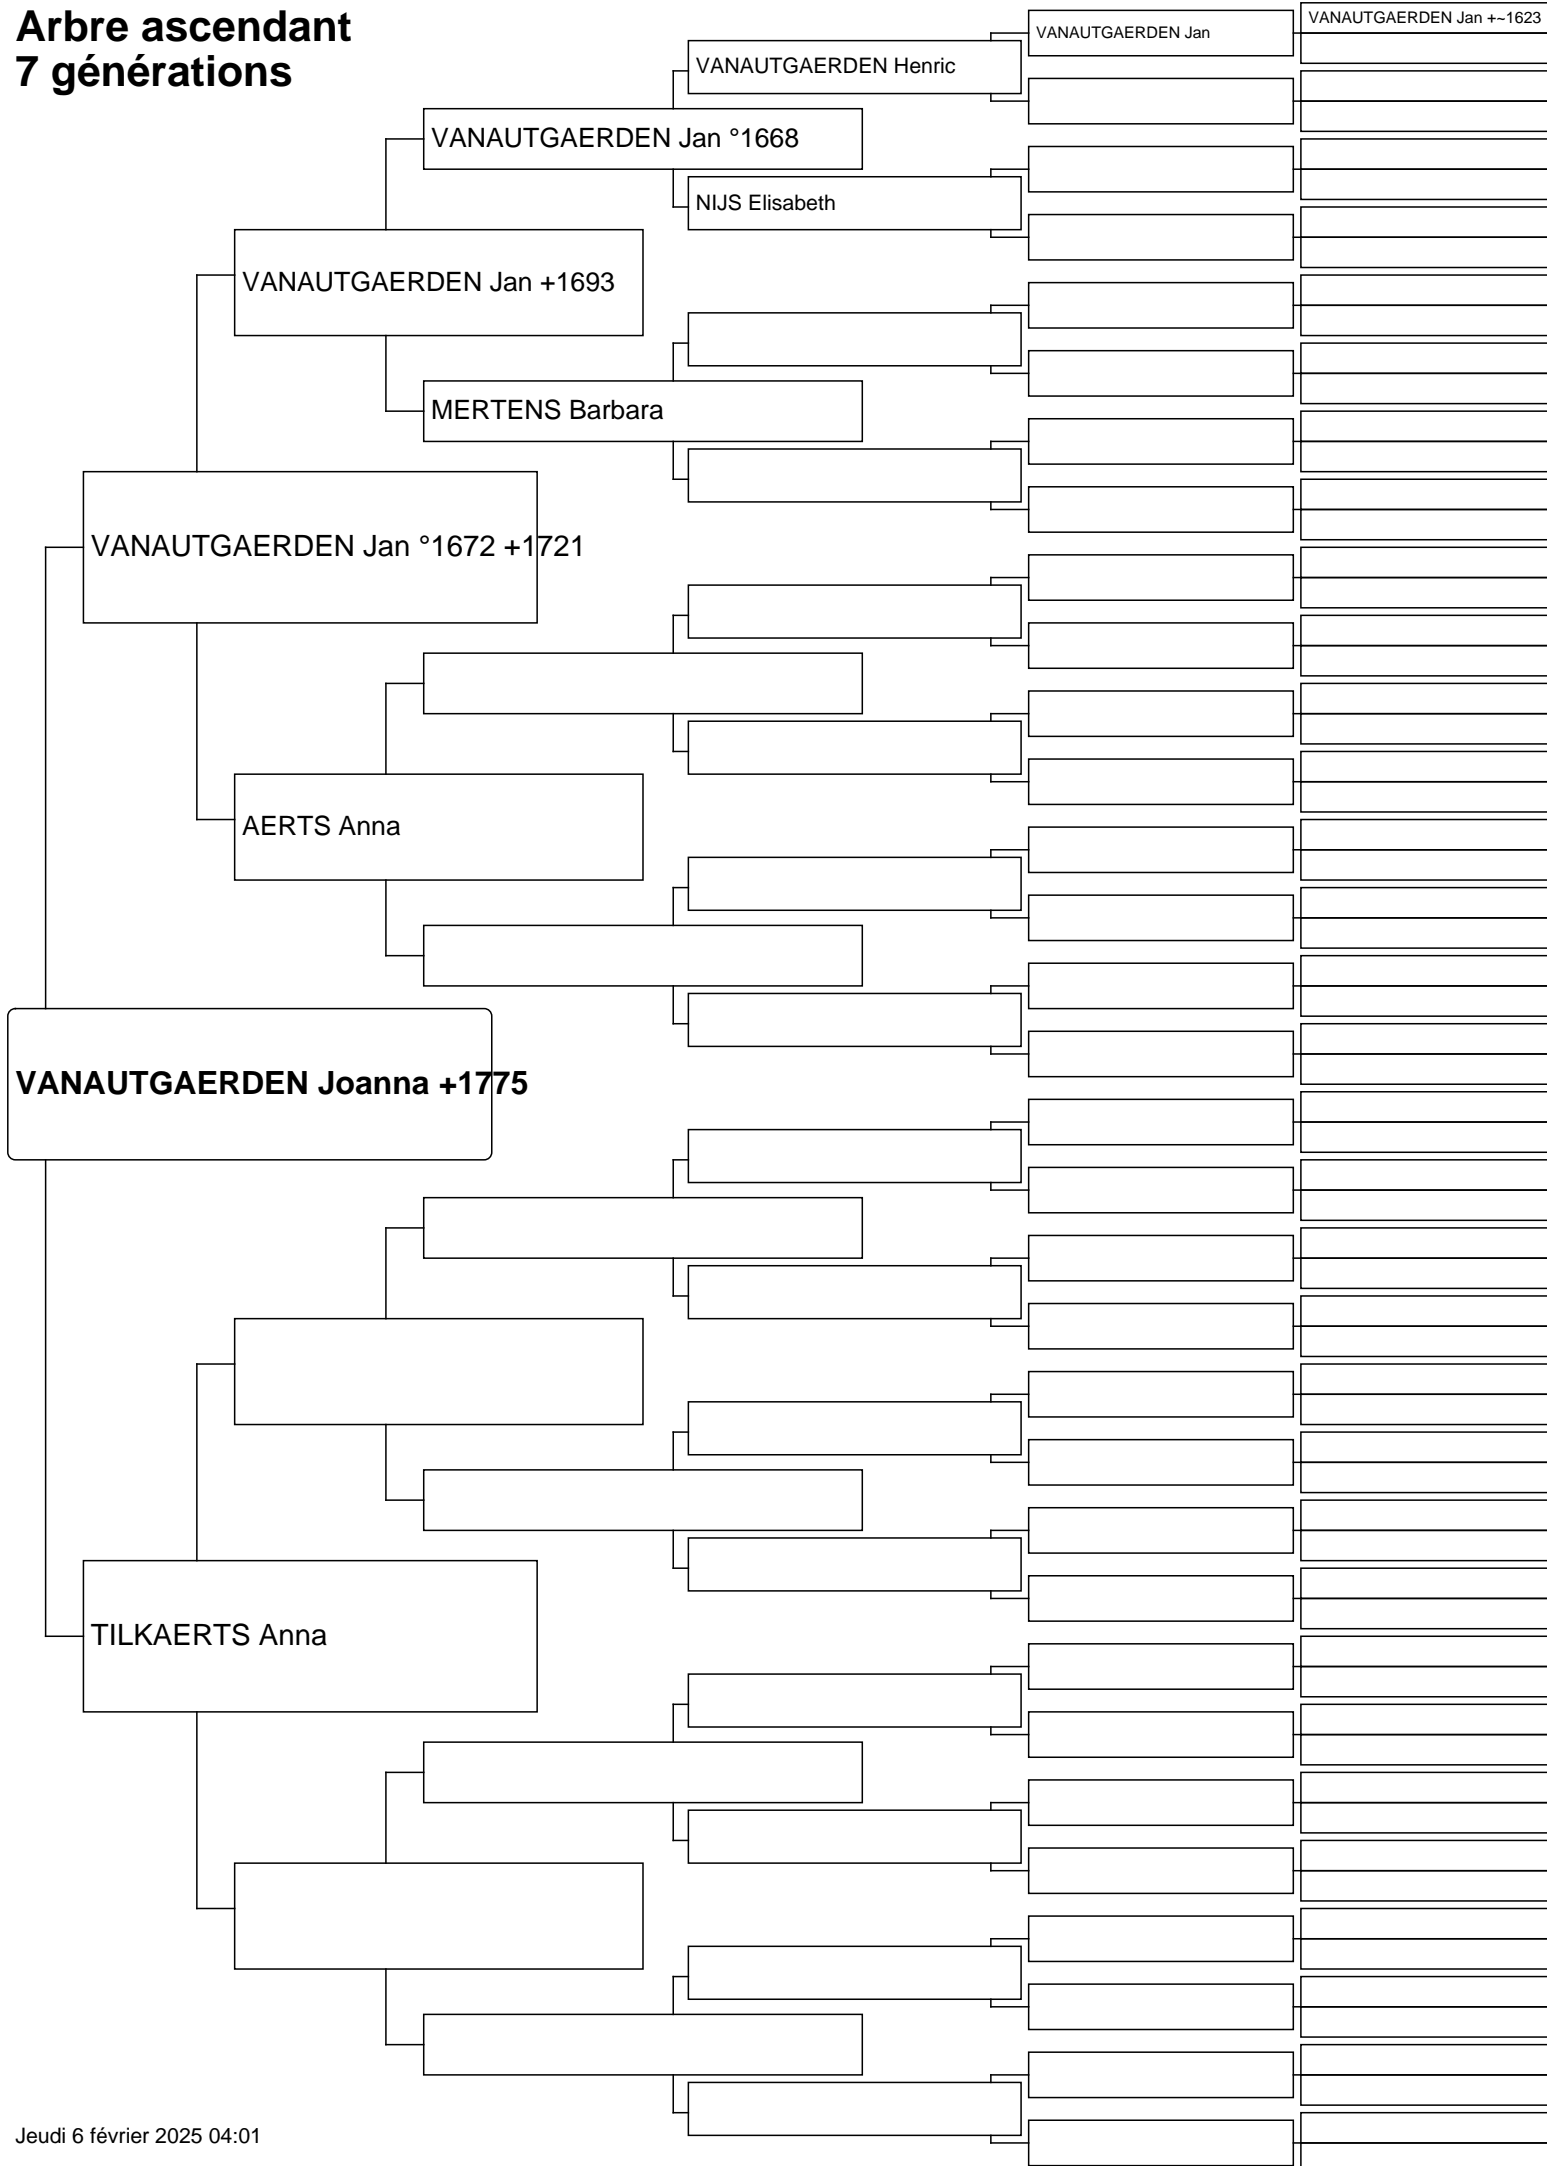 Arbre ascendant
7 générations
VANAUTGAERDEN Jan +~1623
VANAUTGAERDEN Jan
VANAUTGAERDEN Henric
VANAUTGAERDEN Jan °1668
NIJS Elisabeth
VANAUTGAERDEN Jan +1693
MERTENS Barbara
VANAUTGAERDEN Jan °1672 +1721
AERTS Anna
VANAUTGAERDEN Joanna +1775
TILKAERTS Anna
Jeudi 6 février 2025 04:01